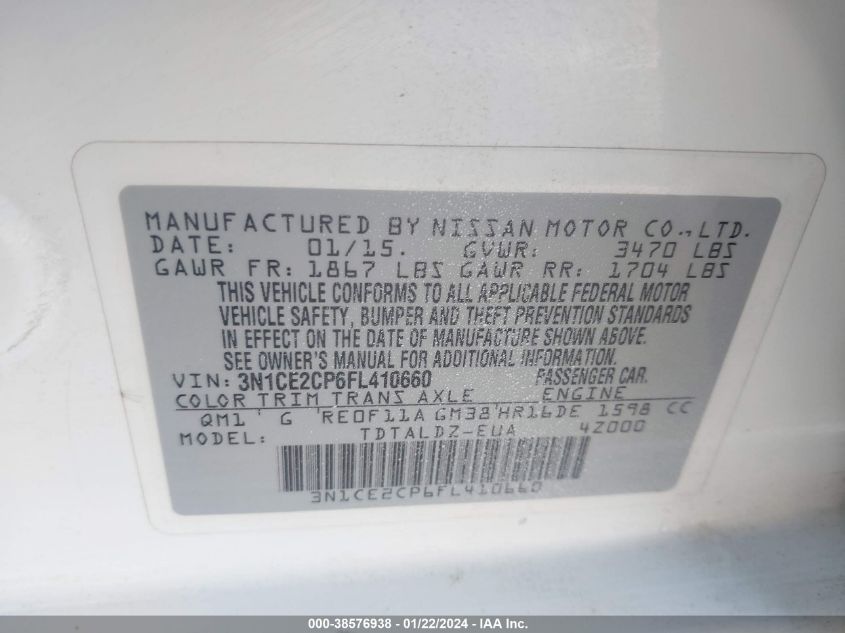 MANUFACTURED BY NISSAN MOTOR CO.,LTD.
DATE: 01/15. GVWR: 3470 LBS
GAWR FR: 1867 LBS GAWR RR: 1704 LBS
THIS VEHICLE CONFORMS TO ALL APPLICABLE FEDERAL MOTOR
VEHICLE SAFETY, BUMPER AND THEFT PREVENTION STANDARDS
IN EFFECT ON THE DATE OF MANUFACTURE SHOWN ABOVE.
SEE OWNER'S MANUAL FOR ADDITIONAL INFORMATION.
VIN: 3N1CE2CP6FL410660 PASSENGER CAR.
COLOR TRIM TRANS AXLE ENGINE
QM1 G RE0F11A GM38 HR16DE 1598 CC
MODEL: TDTALDZ-EUA 4Z000
3N1CE2CP6FL410660
000-38576938 - 01/22/2024 - IAA Inc.